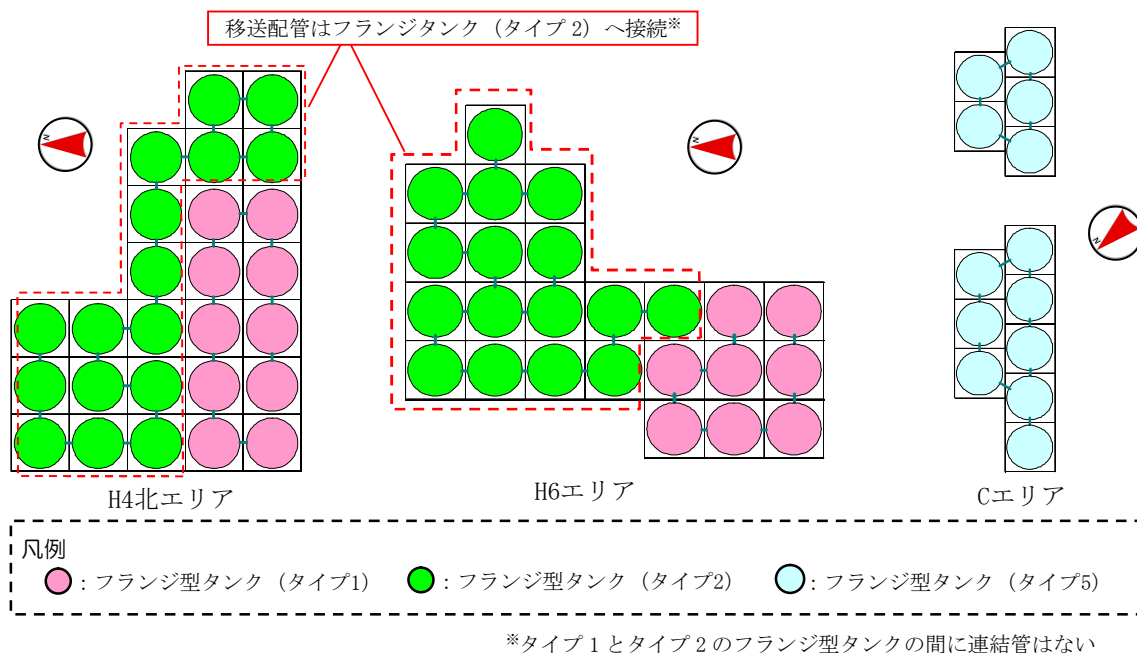 移送配管はフランジタンク（タイプ2）へ接続※
N
N
N
H4北エリア
H6エリア
Cエリア
凡例
：フランジ型タンク（タイプ1）
：フランジ型タンク（タイプ2）
：フランジ型タンク（タイプ5）
※タイプ1とタイプ2のフランジ型タンクの間に連結管はない